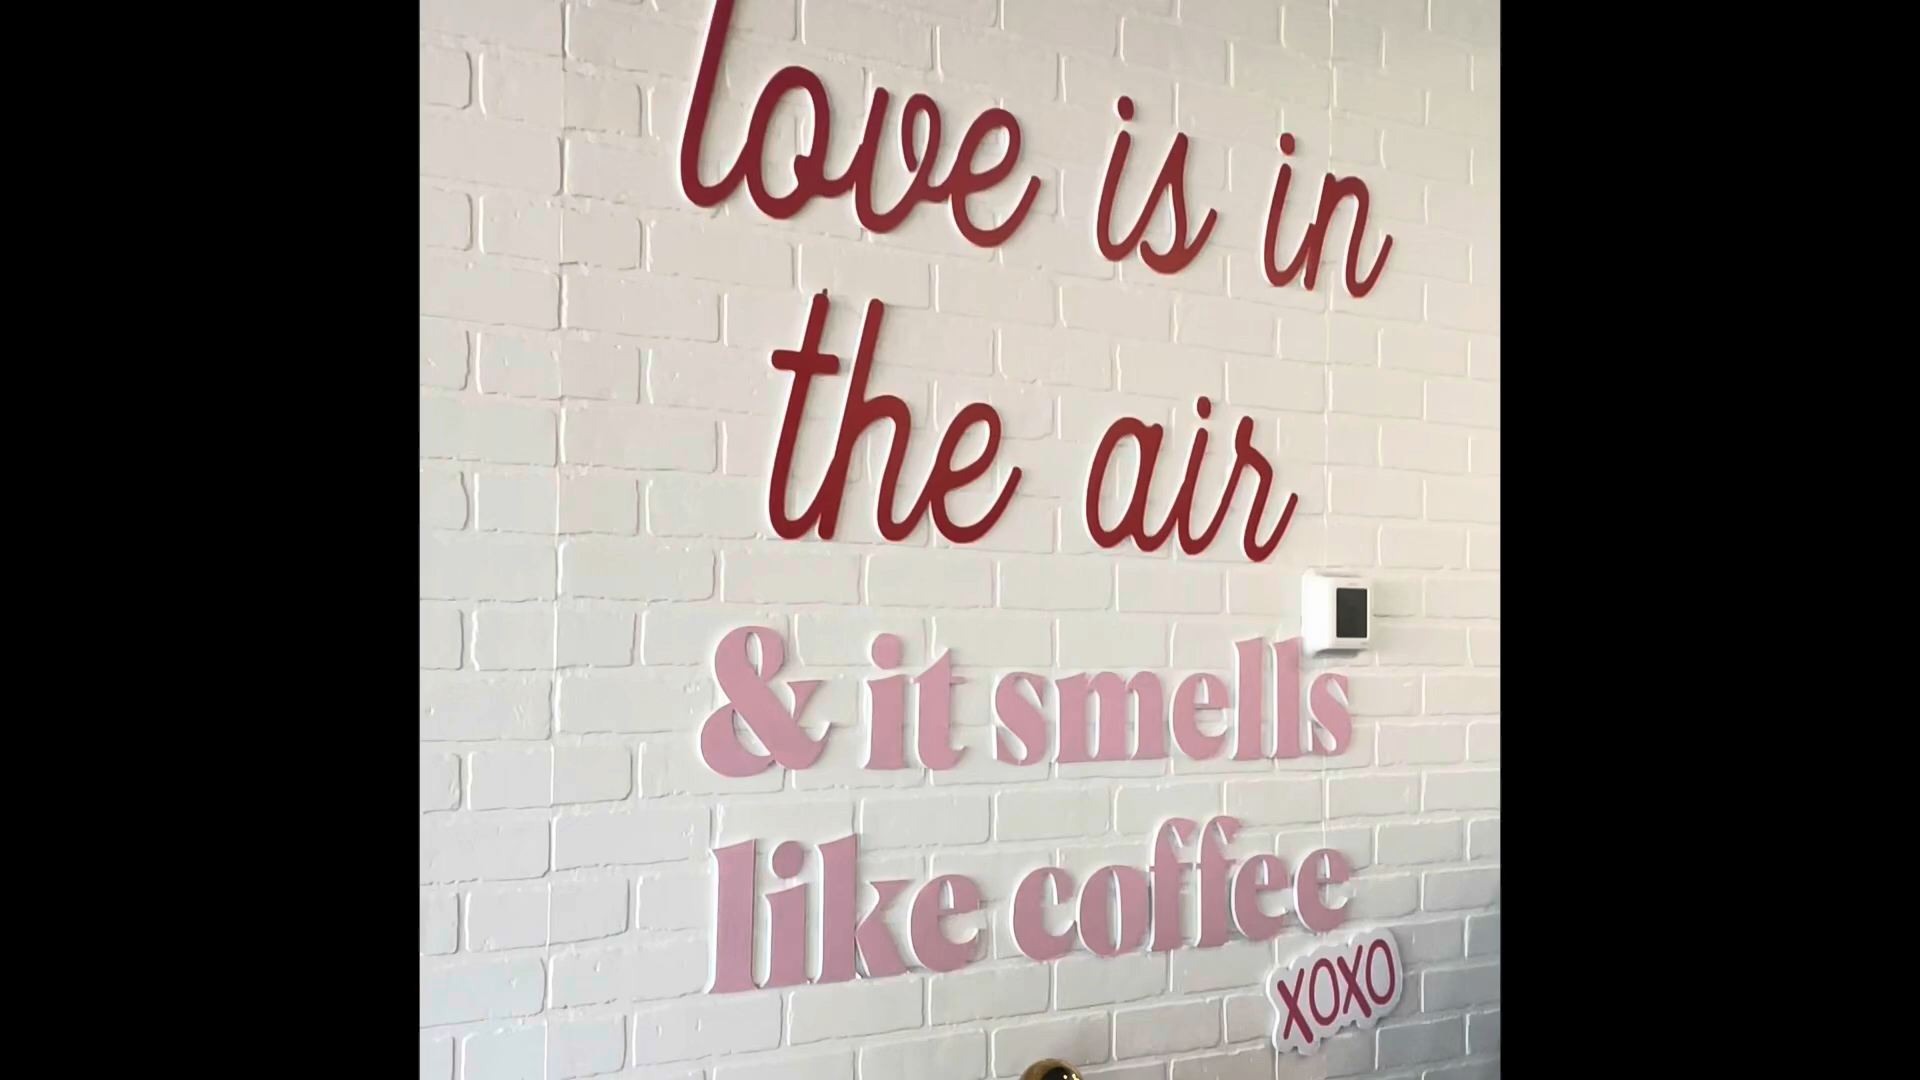 love is in
the air
& it smells
like coffee
XOXO